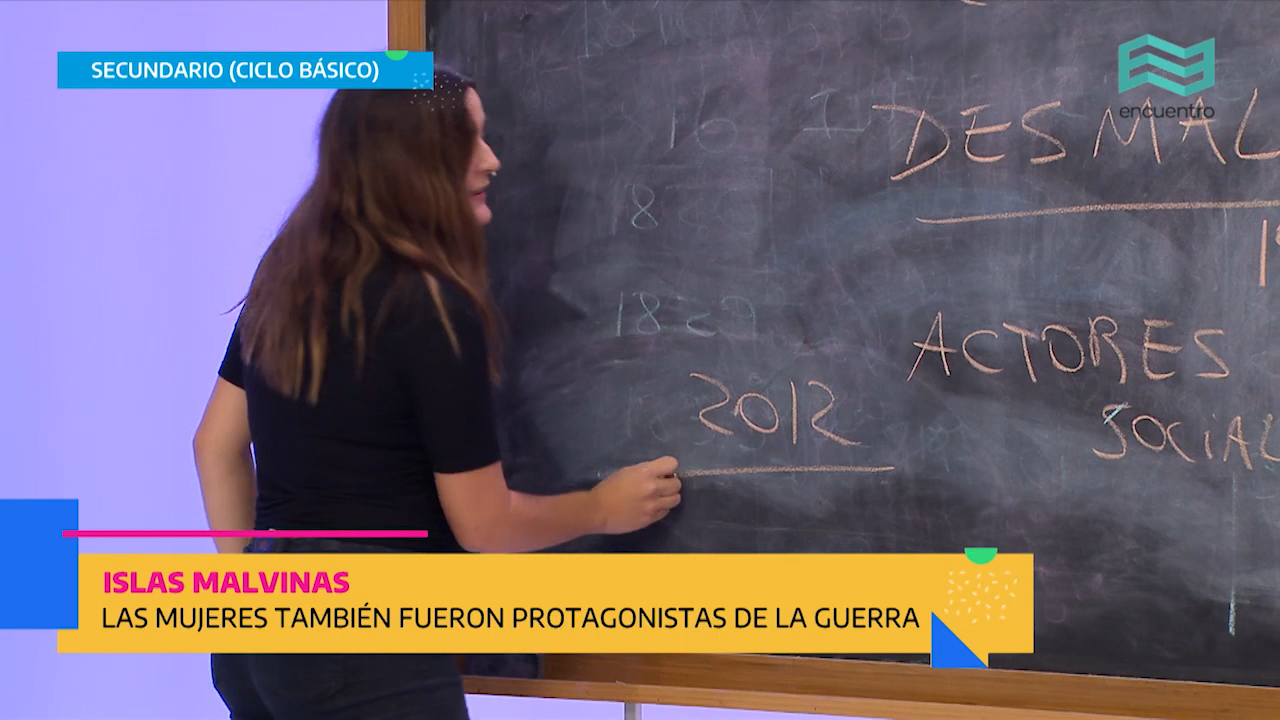 SECUNDARIO (CICLO BÁSICO)
encuentro
DESMAL
18
1827
ACTORES
2012
SOCIAL
ISLAS MALVINAS
LAS MUJERES TAMBIÉN FUERON PROTAGONISTAS DE LA GUERRA